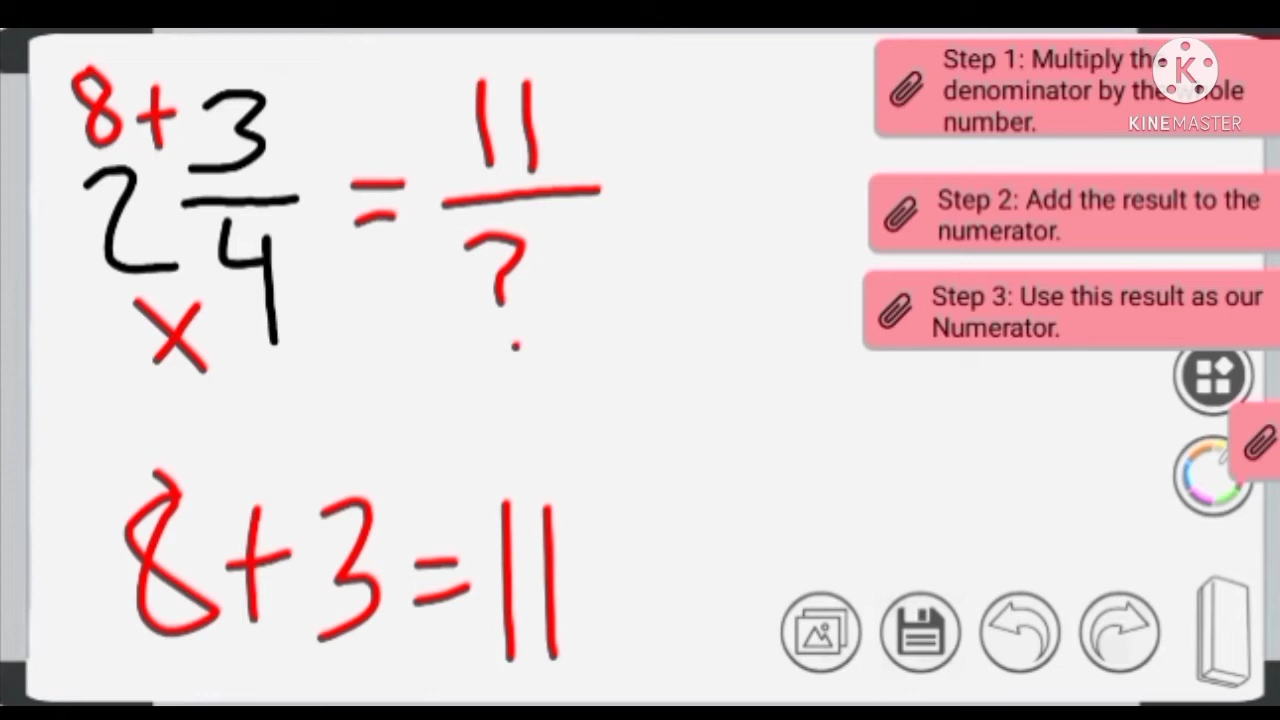 8 + 3
2 4 = 11
x ?
8 + 3 = 11
Step 1: Multiply the
denominator by the whole
number.
K
KINEMASTER
Step 2: Add the result to the
numerator.
Step 3: Use this result as our
Numerator.